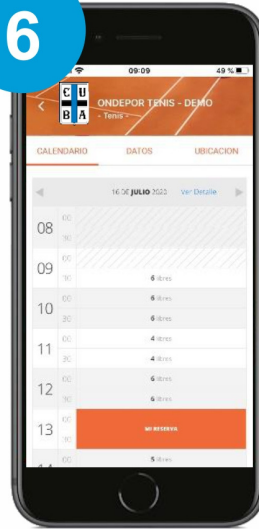 6
09:09 49 %
C U
B A
ONDEPOR TENIS - DEMO
- Tenis -
CALENDARIO DATOS UBICACION
16 DE JULIO 2020 Ver Detalle
08 00
30
09 00
30 6 libres
10 00 6 libres
30 6 libres
11 00 4 libres
30 4 libres
12 00 6 libres
30 6 libres
13 00
MI RESERVA
30
14 00 5 libres